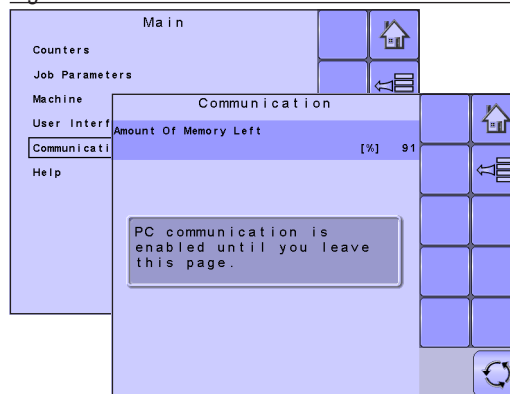 Main
Counters
Job Parameters
Machine
User Interf
Communicati
Help
Communication
Amount Of Memory Left
[%] 91
PC communication is
enabled until you leave
this page.